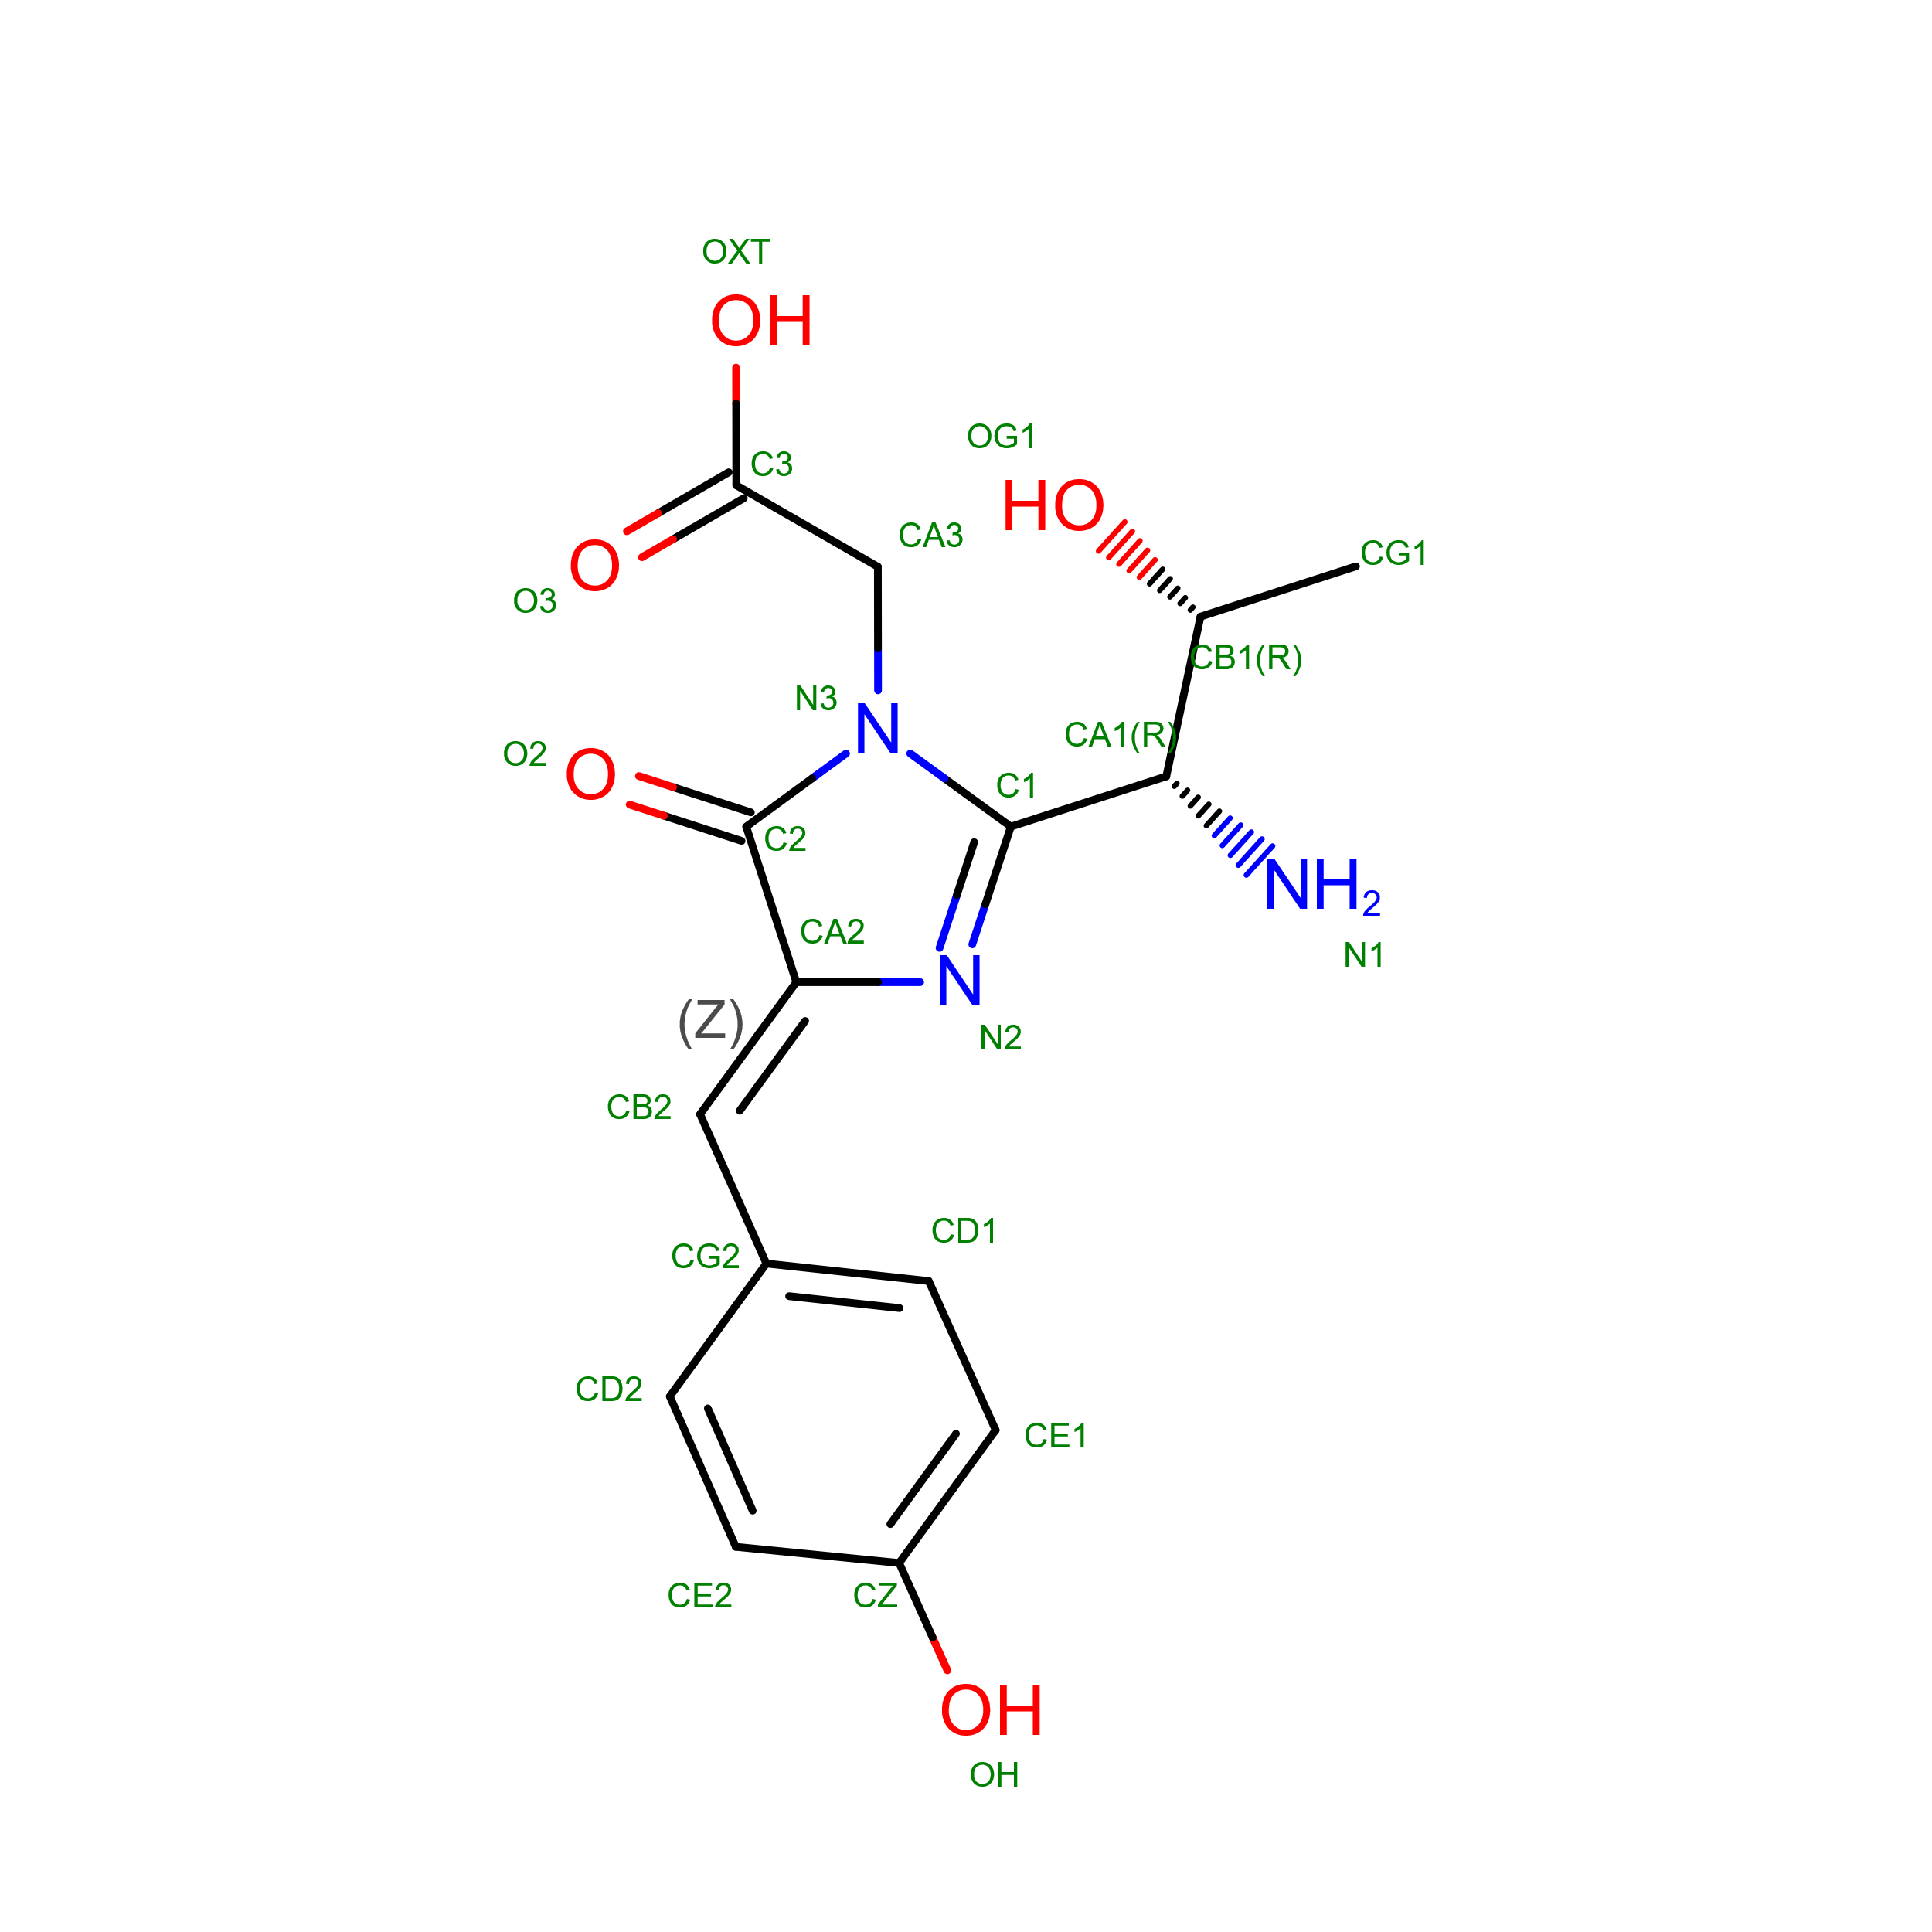 OXT
OH
OG1
C3
HO
CA3
CG1
O
O3
CB1(R)
N3
N
CA1(R)
O2
O
C1
C2
NH2
CA2
N1
N
(Z)
N2
CB2
CD1
CG2
CD2
CE1
CE2
CZ
OH
OH